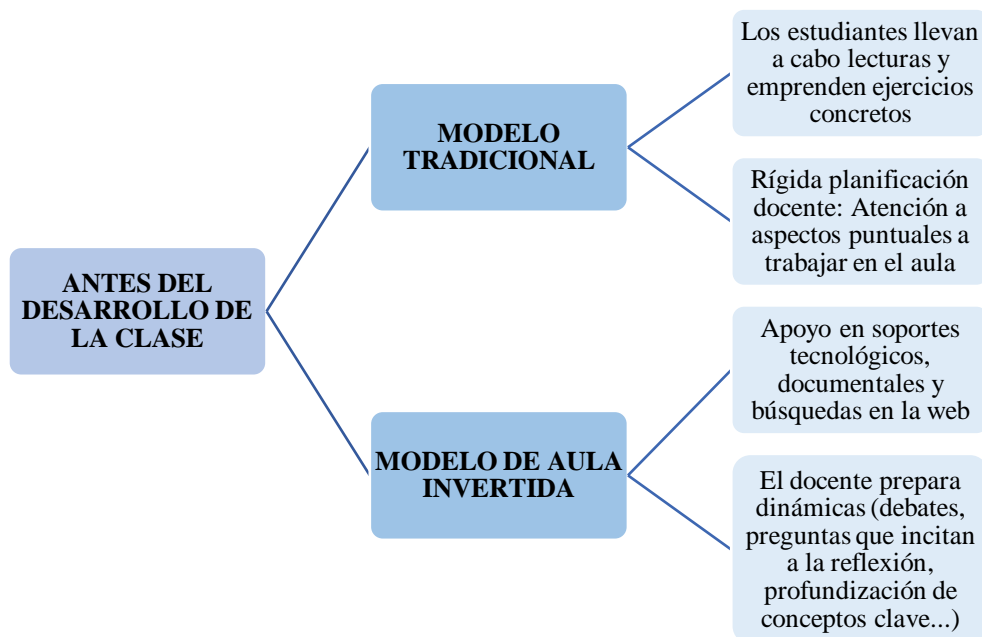 ANTES DEL
DESARROLLO DE
LA CLASE
MODELO
TRADICIONAL
Los estudiantes llevan
a cabo lecturas y
emprenden ejercicios
concretos
Rígida planificación
docente: Atención a
aspectos puntuales a
trabajar en el aula
MODELO DE AULA
INVERTIDA
Apoyo en soportes
tecnológicos,
documentales y
búsquedas en la web
El docente prepara
dinámicas (debates,
preguntas que incitan
a la reflexión,
profundización de
conceptos clave...)